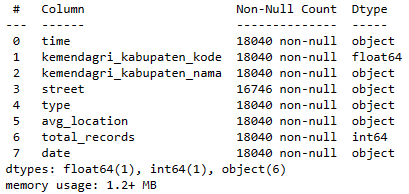 #   Column                     Non-Null Count  Dtype
---  ------                     --------------  -----
 0   time                       18040 non-null  object
 1   kemendagri_kabupaten_kode  18040 non-null  float64
 2   kemendagri_kabupaten_nama  18040 non-null  object
 3   street                     16746 non-null  object
 4   type                       18040 non-null  object
 5   avg_location               18040 non-null  object
 6   total_records              18040 non-null  int64
 7   date                       18040 non-null  object
dtypes: float64(1), int64(1), object(6)
memory usage: 1.2+ MB